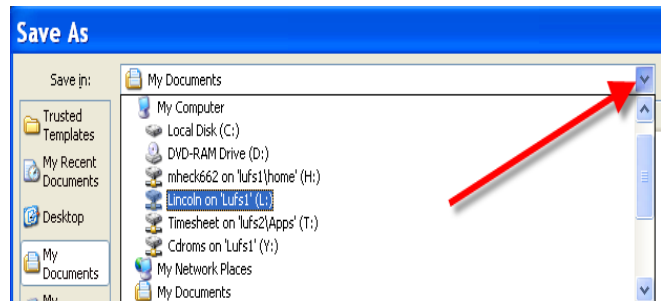 Save As
Save in:
My Documents
Trusted
Templates
My Recent
Documents
Desktop
My
Documents
My
My Computer
Local Disk (C:)
DVD-RAM Drive (D:)
mheck662 on 'lufs1\home' (H:)
Lincoln on 'Lufs1' (L:)
Timesheet on 'lufs2\Apps' (T:)
Cdroms on 'Lufs1' (Y:)
My Network Places
My Documents